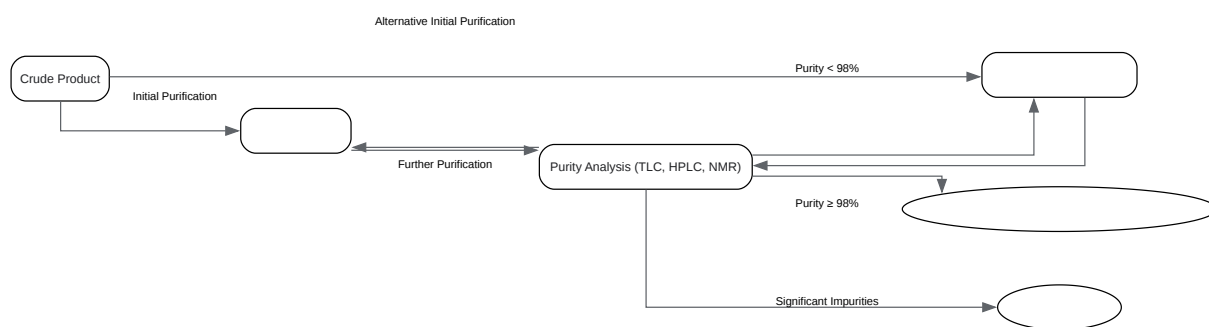 Alternative Initial Purification
Purity < 98%
Crude Product
Initial Purification
Further Purification
Purity Analysis (TLC, HPLC, NMR)
Purity ≥ 98%
Significant Impurities